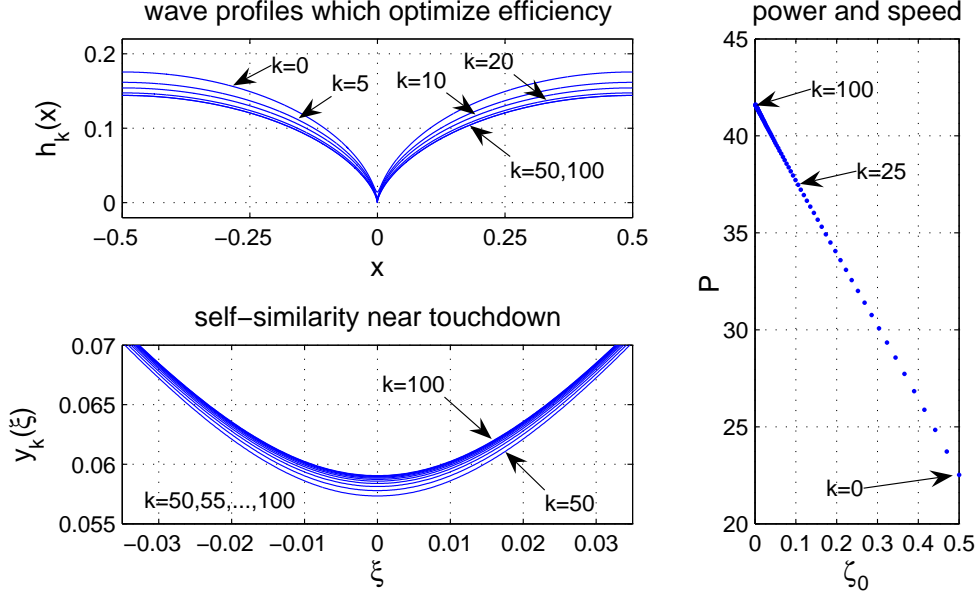 wave profiles which optimize efficiency
h_k(x)
0.2
0.1
0
k=0
k=5
k=10
k=20
k=50,100
−0.5
−0.25
0
0.25
0.5
x
self−similarity near touchdown
y_k(ξ)
0.07
0.065
0.06
0.055
k=100
k=50
k=50,55,...,100
−0.03
−0.02
−0.01
0
0.01
0.02
0.03
ξ
power and speed
P
45
40
35
30
25
20
k=100
k=25
k=0
0
0.1
0.2
0.3
0.4
0.5
ζ_0